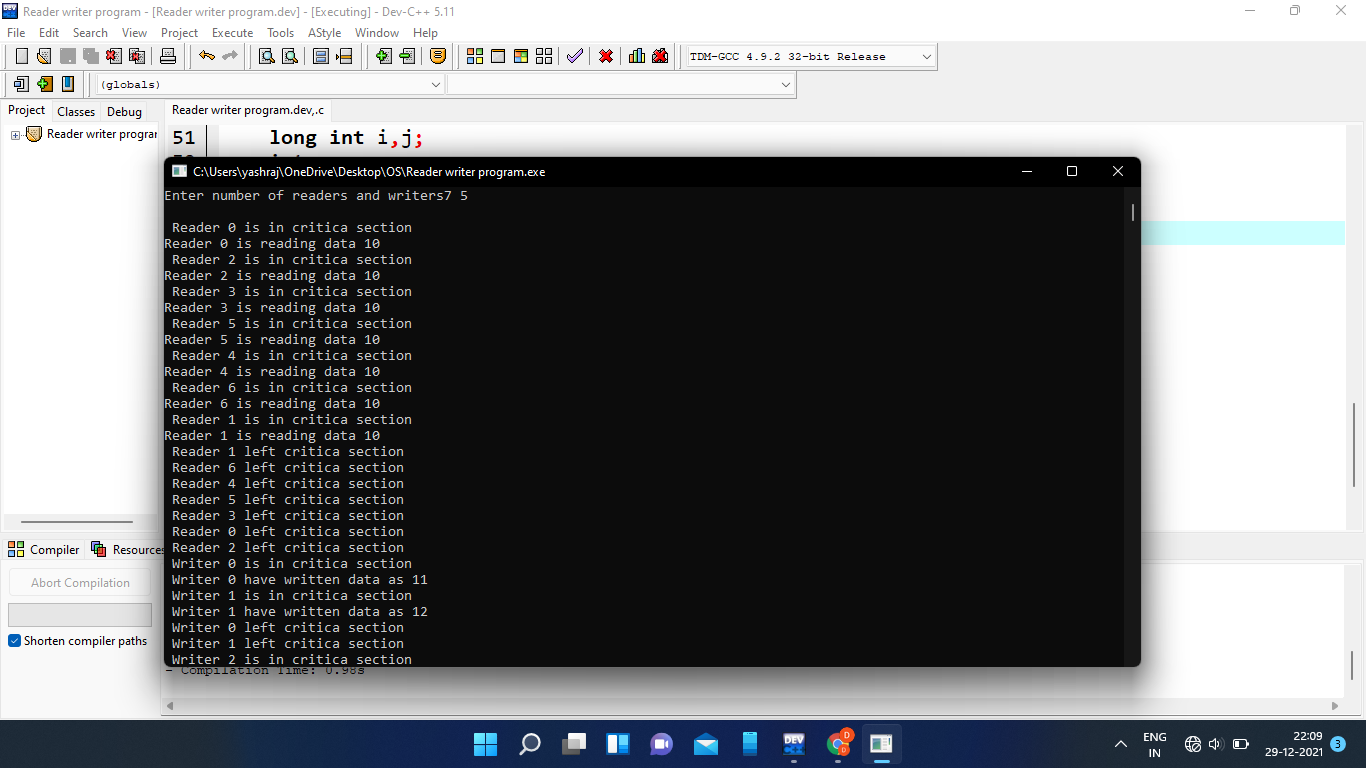 Reader writer program - [Reader writer program.dev] - [Executing] - Dev-C++ 5.11
File Edit Search View Project Execute Tools AStyle Window Help
TDM-GCC 4.9.2 32-bit Release
(globals)
Project Classes Debug
Reader writer program.dev,.c
Reader writer prograr
51 long int i,j;
C:\Users\yashraj\OneDrive\Desktop\OS\Reader writer program.exe
Enter number of readers and writers7 5
Reader 0 is in critica section
Reader 0 is reading data 10
Reader 2 is in critica section
Reader 2 is reading data 10
Reader 3 is in critica section
Reader 3 is reading data 10
Reader 5 is in critica section
Reader 5 is reading data 10
Reader 4 is in critica section
Reader 4 is reading data 10
Reader 6 is in critica section
Reader 6 is reading data 10
Reader 1 is in critica section
Reader 1 is reading data 10
Reader 1 left critica section
Reader 6 left critica section
Reader 4 left critica section
Reader 5 left critica section
Reader 3 left critica section
Reader 0 left critica section
Reader 2 left critica section
Writer 0 is in critica section
Writer 0 have written data as 11
Writer 1 is in critica section
Writer 1 have written data as 12
Writer 0 left critica section
Writer 1 left critica section
Writer 2 is in critica section
Compiler Resources
Abort Compilation
Shorten compiler paths
- Compilation Time: 0.98s
DEV
D
D
ENG
IN
22:09
29-12-2021
3